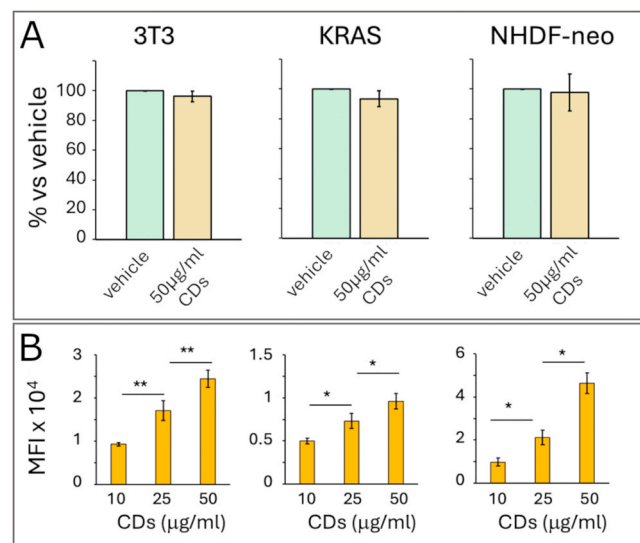 A
3T3
KRAS
NHDF-neo
% vs vehicle
100
80
60
40
20
0
vehicle
50µg/ml
CDs
vehicle
50µg/ml
CDs
vehicle
50µg/ml
CDs
B
MFI x 10⁴
3
2
1
0
**
**
10 25 50
CDs (µg/ml)
1.5
1
0.5
0
*
*
10 25 50
CDs (µg/ml)
6
4
2
0
*
*
10 25 50
CDs (µg/ml)